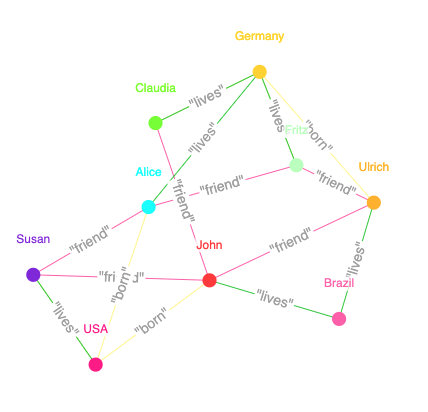 Germany
Claudia
"lives"
"lives"
"lives"
Fritz
"born"
Alice
"friend"
"friend"
"friend"
Ulrich
Susan
"friend"
John
"friend"
"friend"
"born"
"lives"
Brazil
"lives"
"lives"
USA
"born"